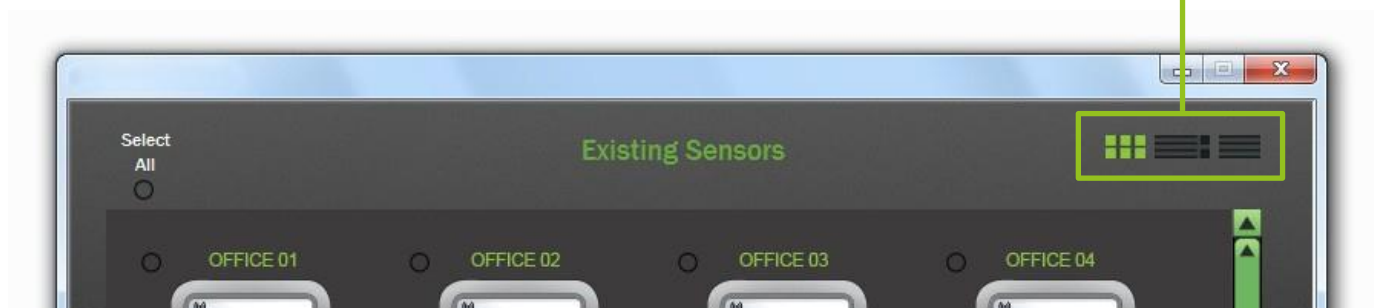 Select
All
Existing Sensors
OFFICE 01
OFFICE 02
OFFICE 03
OFFICE 04